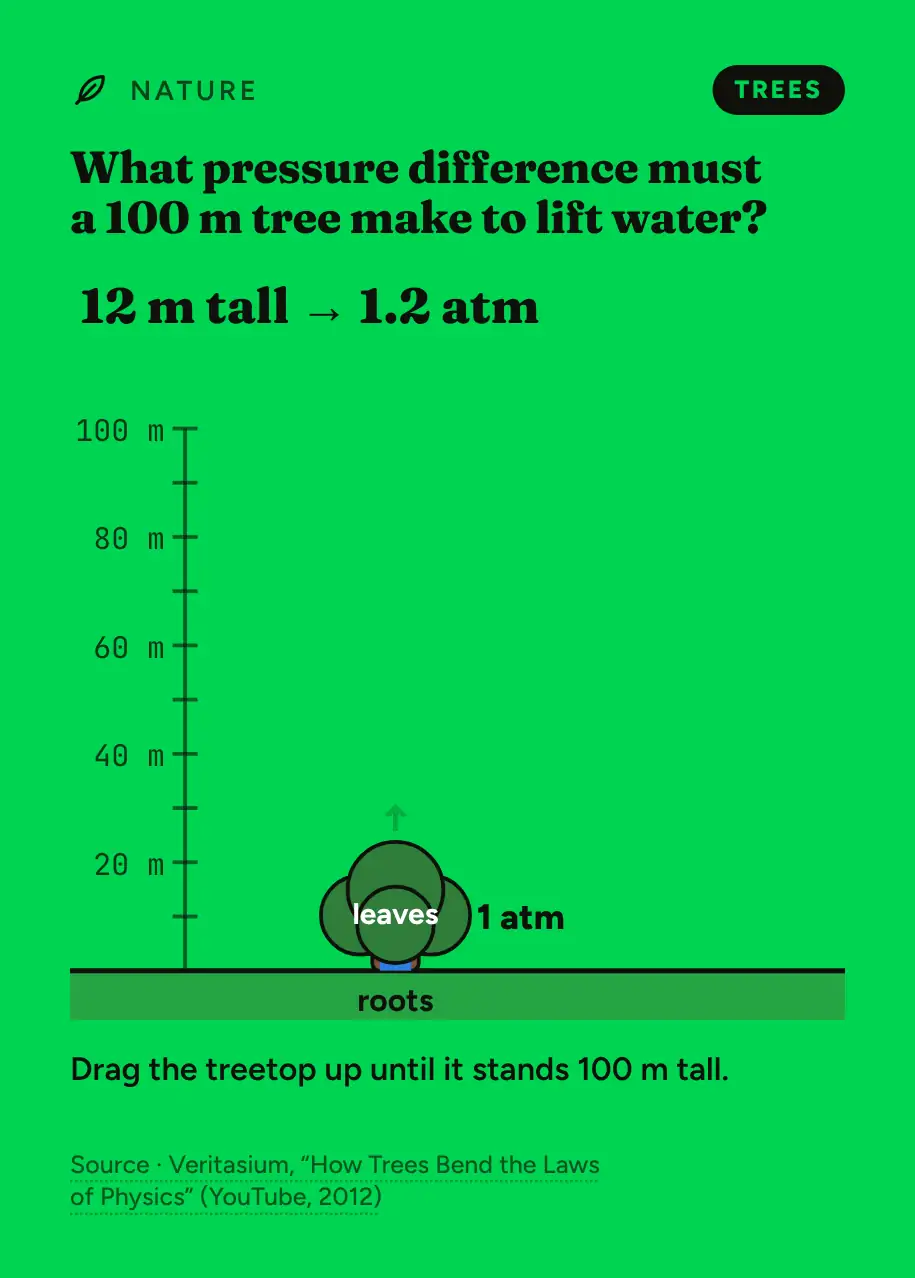 NATURE
TREES
What pressure difference must
a 100 m tree make to lift water?
12 m tall → 1.2 atm
100 m
80 m
60 m
40 m
20 m
leaves
1 atm
roots
Drag the treetop up until it stands 100 m tall.
Source · Veritasium, “How Trees Bend the Laws
of Physics” (YouTube, 2012)